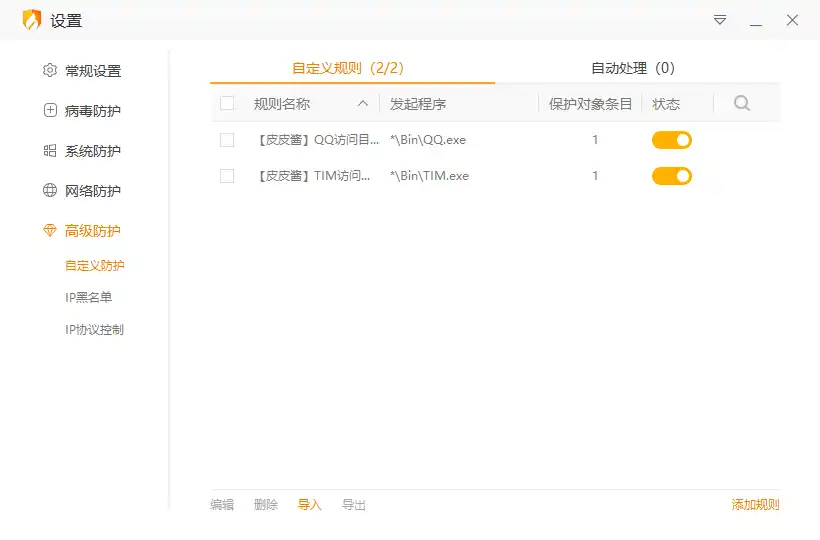 设置
常规设置
病毒防护
系统防护
网络防护
高级防护
自定义防护
IP黑名单
IP协议控制
自定义规则（2/2） 自动处理（0）
规则名称 发起程序 保护对象条目 状态
【皮皮酱】QQ访问目... *\Bin\QQ.exe 1
【皮皮酱】TIM访问... *\Bin\TIM.exe 1
编辑 删除 导入 导出 添加规则